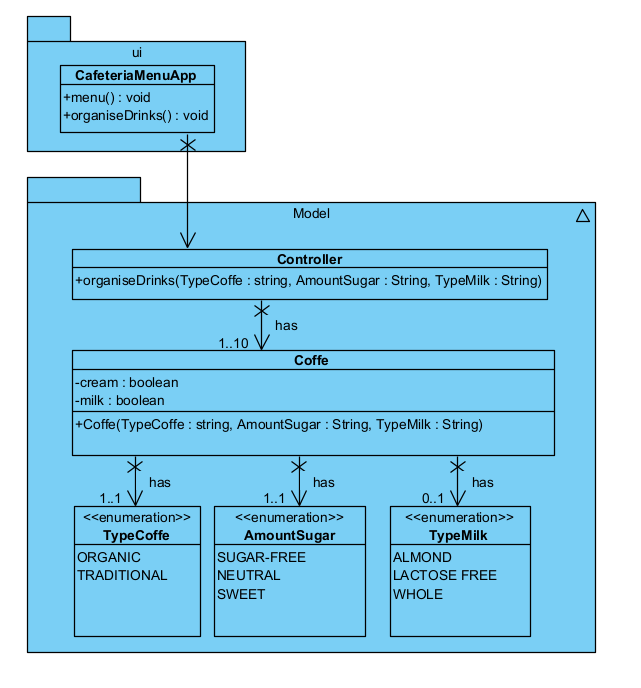 ui
CafeteriaMenuApp
+menu() : void
+organiseDrinks() : void
Model
Controller
+organiseDrinks(TypeCoffe : string, AmountSugar : String, TypeMilk : String)
has
1..10
Coffe
-cream : boolean
-milk : boolean
+Coffe(TypeCoffe : string, AmountSugar : String, TypeMilk : String)
has
1..1
has
1..1
has
0..1
<<enumeration>>
TypeCoffe
ORGANIC
TRADITIONAL
<<enumeration>>
AmountSugar
SUGAR-FREE
NEUTRAL
SWEET
<<enumeration>>
TypeMilk
ALMOND
LACTOSE FREE
WHOLE